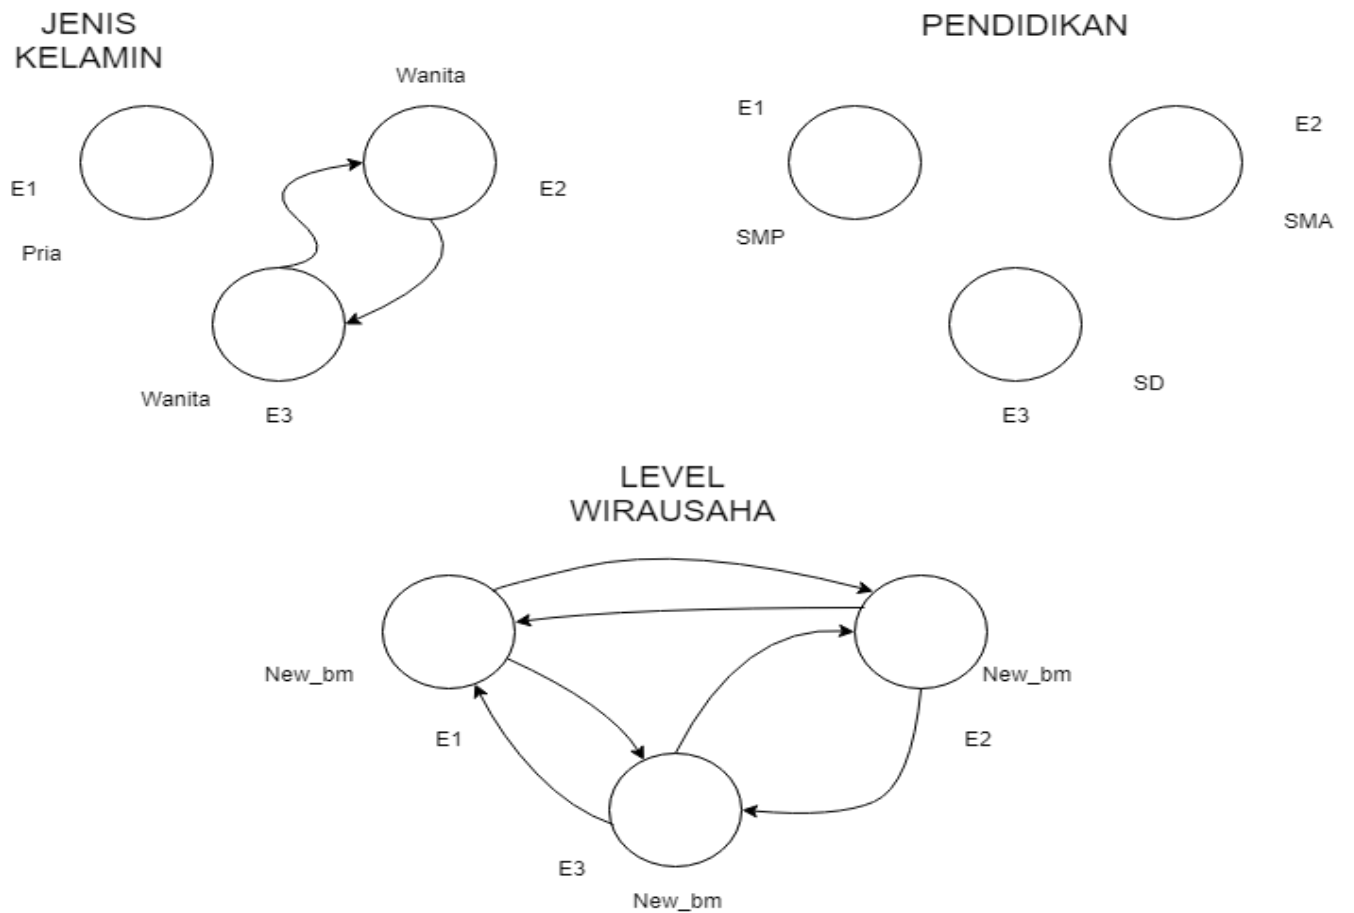 JENIS
KELAMIN
Wanita
E1
E2
Pria
Wanita
E3
PENDIDIKAN
E1
E2
SMP
SMA
SD
E3
LEVEL
WIRAUSAHA
New_bm
New_bm
E1
E2
E3
New_bm